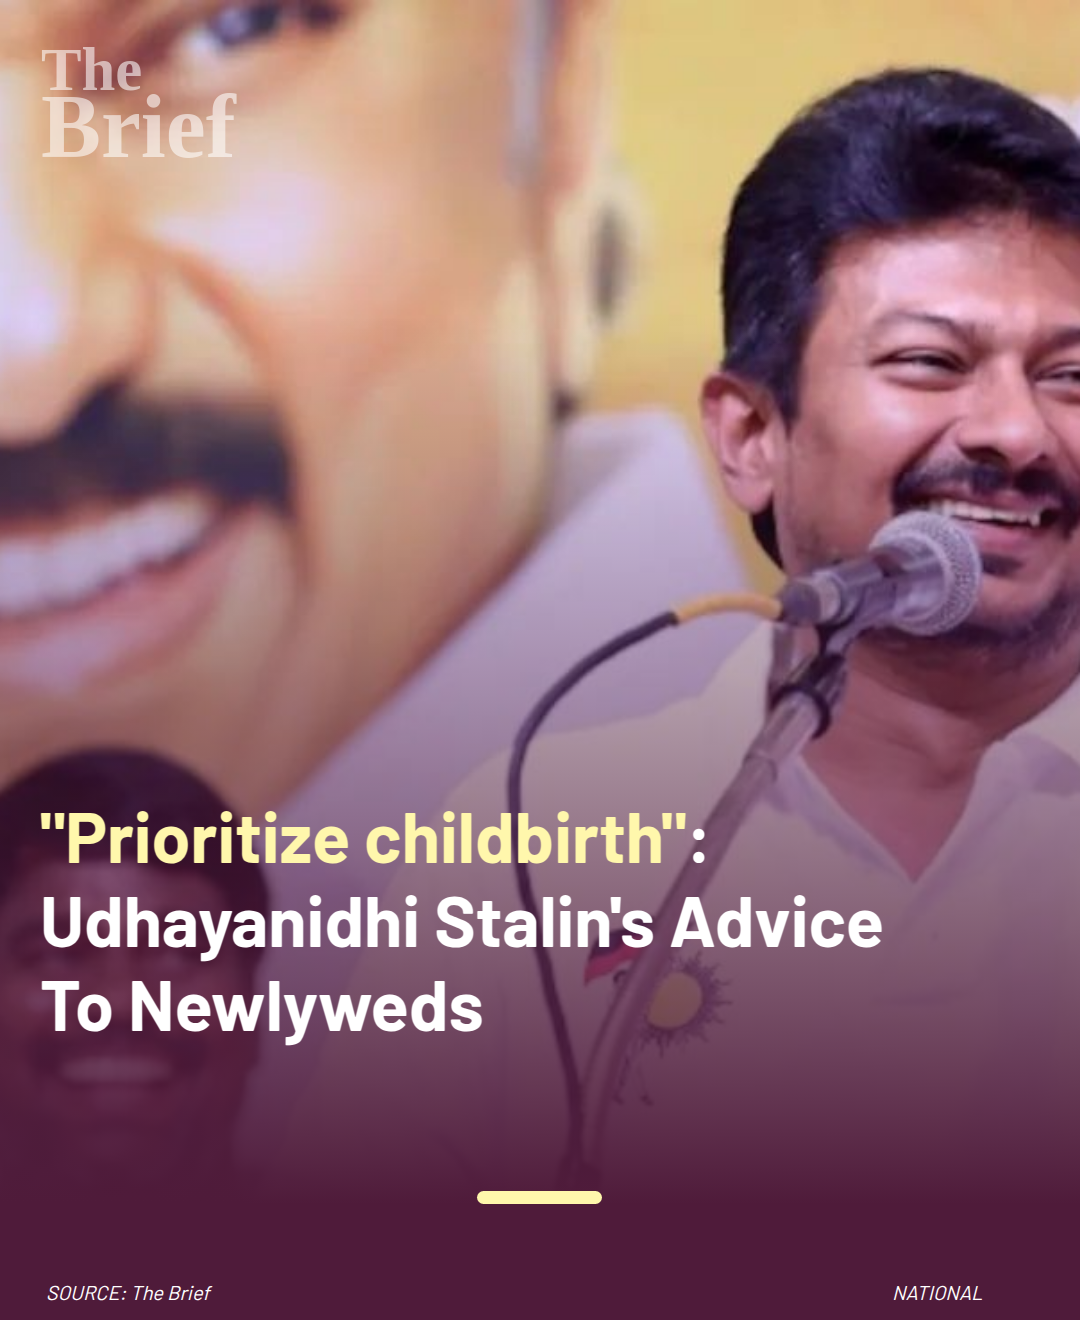 The
Brief
"Prioritize childbirth":
Udhayanidhi Stalin's Advice
To Newlyweds
SOURCE: The Brief
NATIONAL